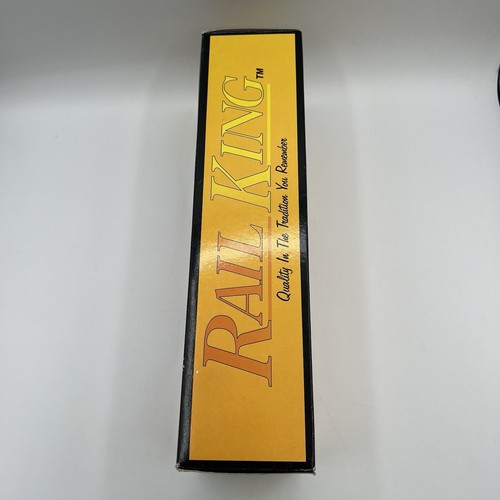 RAIL KING™
Quality In The Tradition You Remember